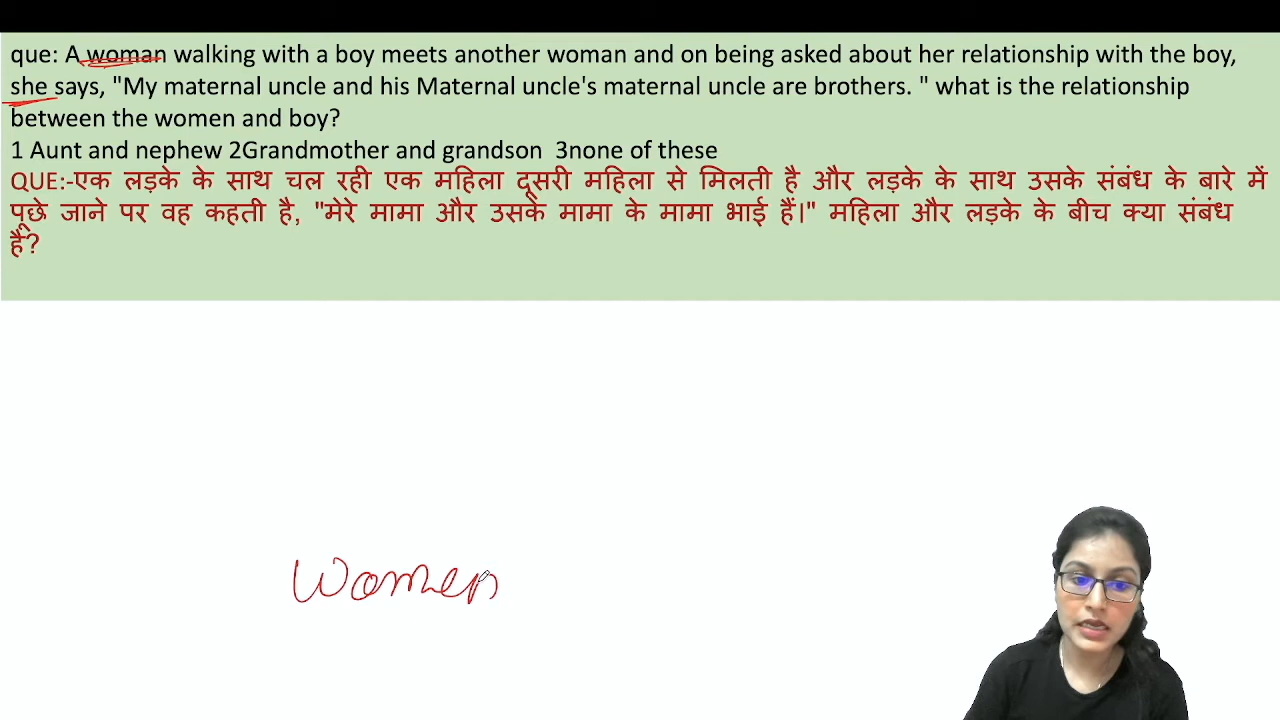 que: A woman walking with a boy meets another woman and on being asked about her relationship with the boy,
she says, "My maternal uncle and his Maternal uncle's maternal uncle are brothers. " what is the relationship
between the women and boy?
1 Aunt and nephew 2Grandmother and grandson  3none of these
QUE:-एक लड़के के साथ चल रही एक महिला दूसरी महिला से मिलती है और लड़के के साथ उसके संबंध के बारे में
पूछे जाने पर वह कहती है, "मेरे मामा और उसके मामा के मामा भाई हैं।" महिला और लड़के के बीच क्या संबंध
है?
Women